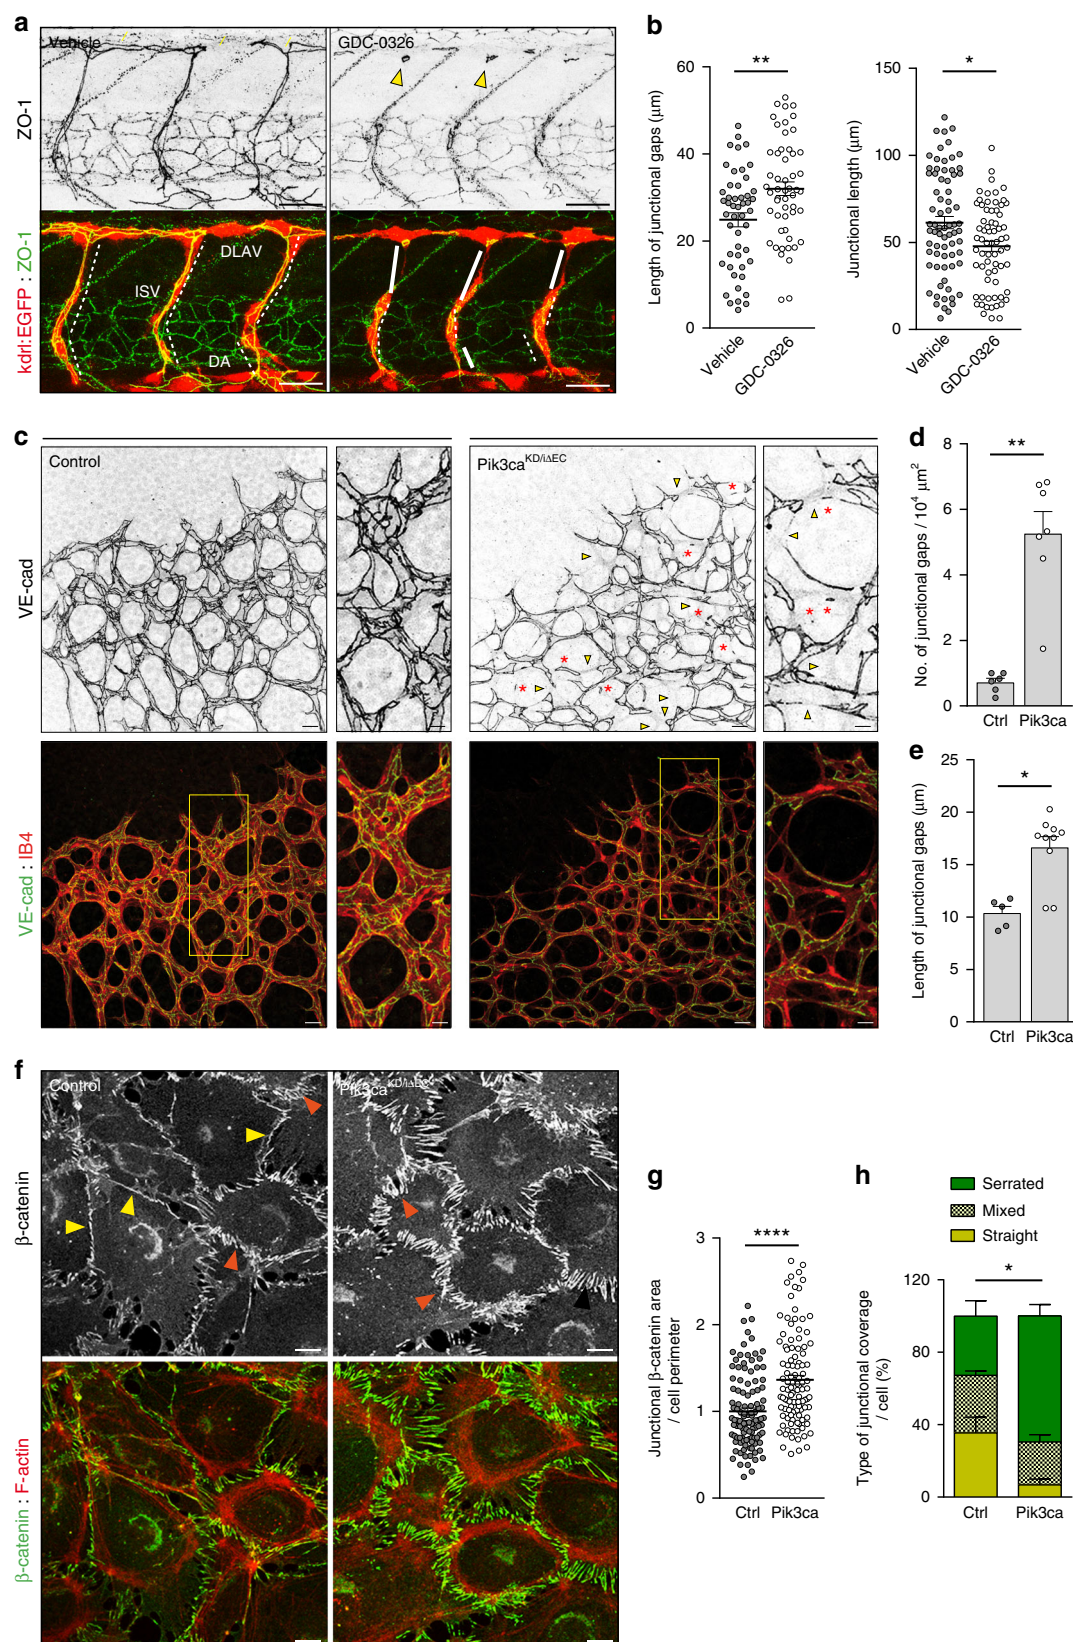 a
Vehicle
GDC-0326
ZO-1
kdrl:EGFP : ZO-1
DLAV
ISV
DA
b
**
Length of junctional gaps (µm)
60
40
20
0
Vehicle
GDC-0326
*
Junctional length (µm)
150
100
50
0
Vehicle
GDC-0326
c
Control
Pik3ca^KD/iΔEC
VE-cad
* * * * * * *
* * *
VE-cad : IB4
d
**
No. of junctional gaps / 10⁴ µm²
8
6
4
2
0
Ctrl Pik3ca
e
*
Length of junctional gaps (µm)
25
20
15
10
5
0
Ctrl Pik3ca
f
Control
Pik3ca^KD/iΔEC
β-catenin
β-catenin : F-actin
g
****
Junctional β-catenin area
/ cell perimeter
3
2
1
0
Ctrl Pik3ca
h
Serrated
Mixed
Straight
*
Type of junctional coverage
/ cell (%)
120
80
40
0
Ctrl Pik3ca